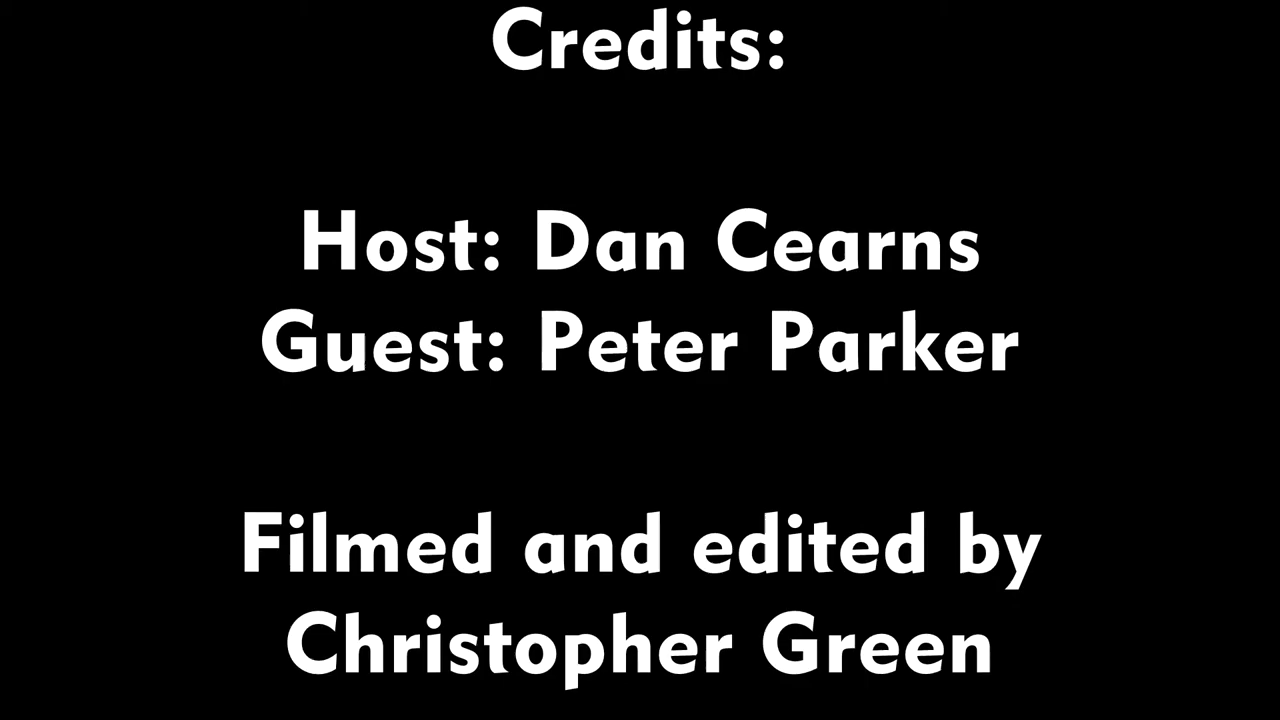 Credits:
Host: Dan Cearns
Guest: Peter Parker
Filmed and edited by
Christopher Green